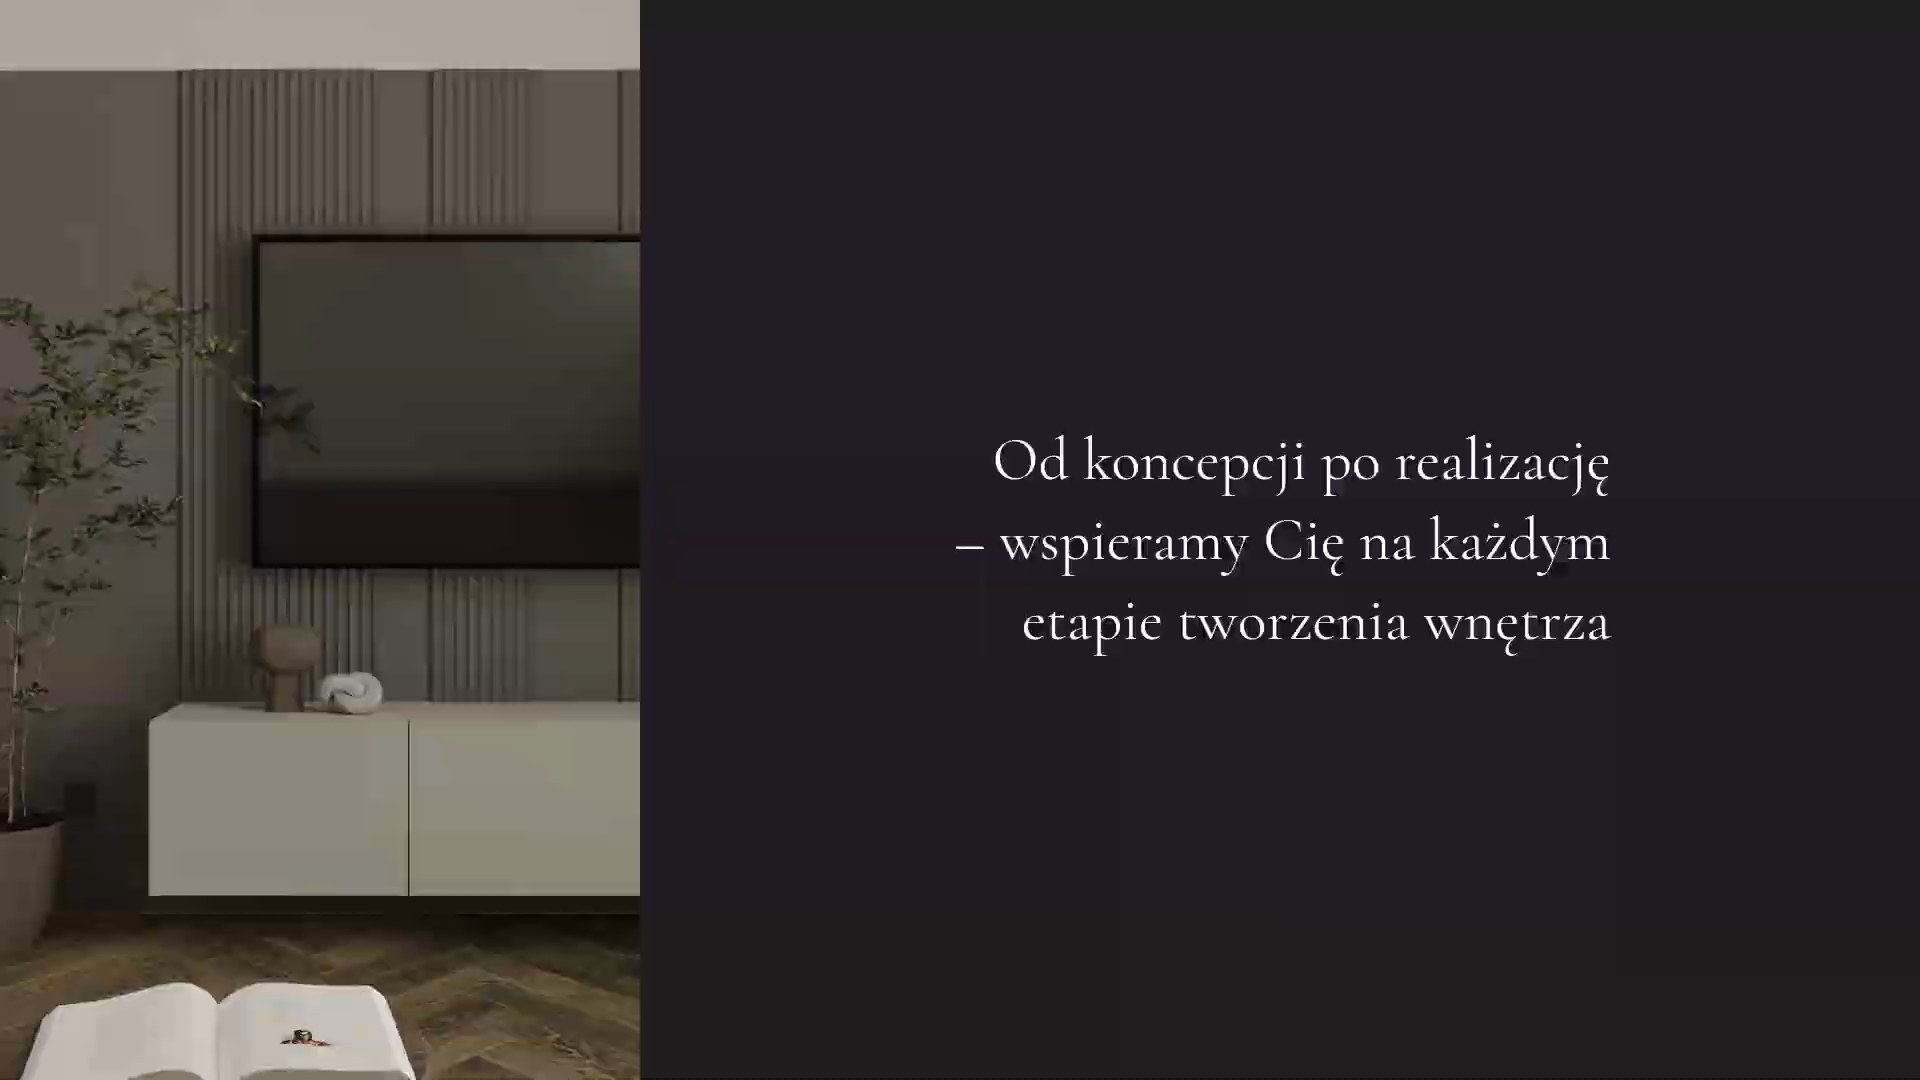 Od koncepcji po realizację
– wspieramy Cię na każdym
etapie tworzenia wnętrza